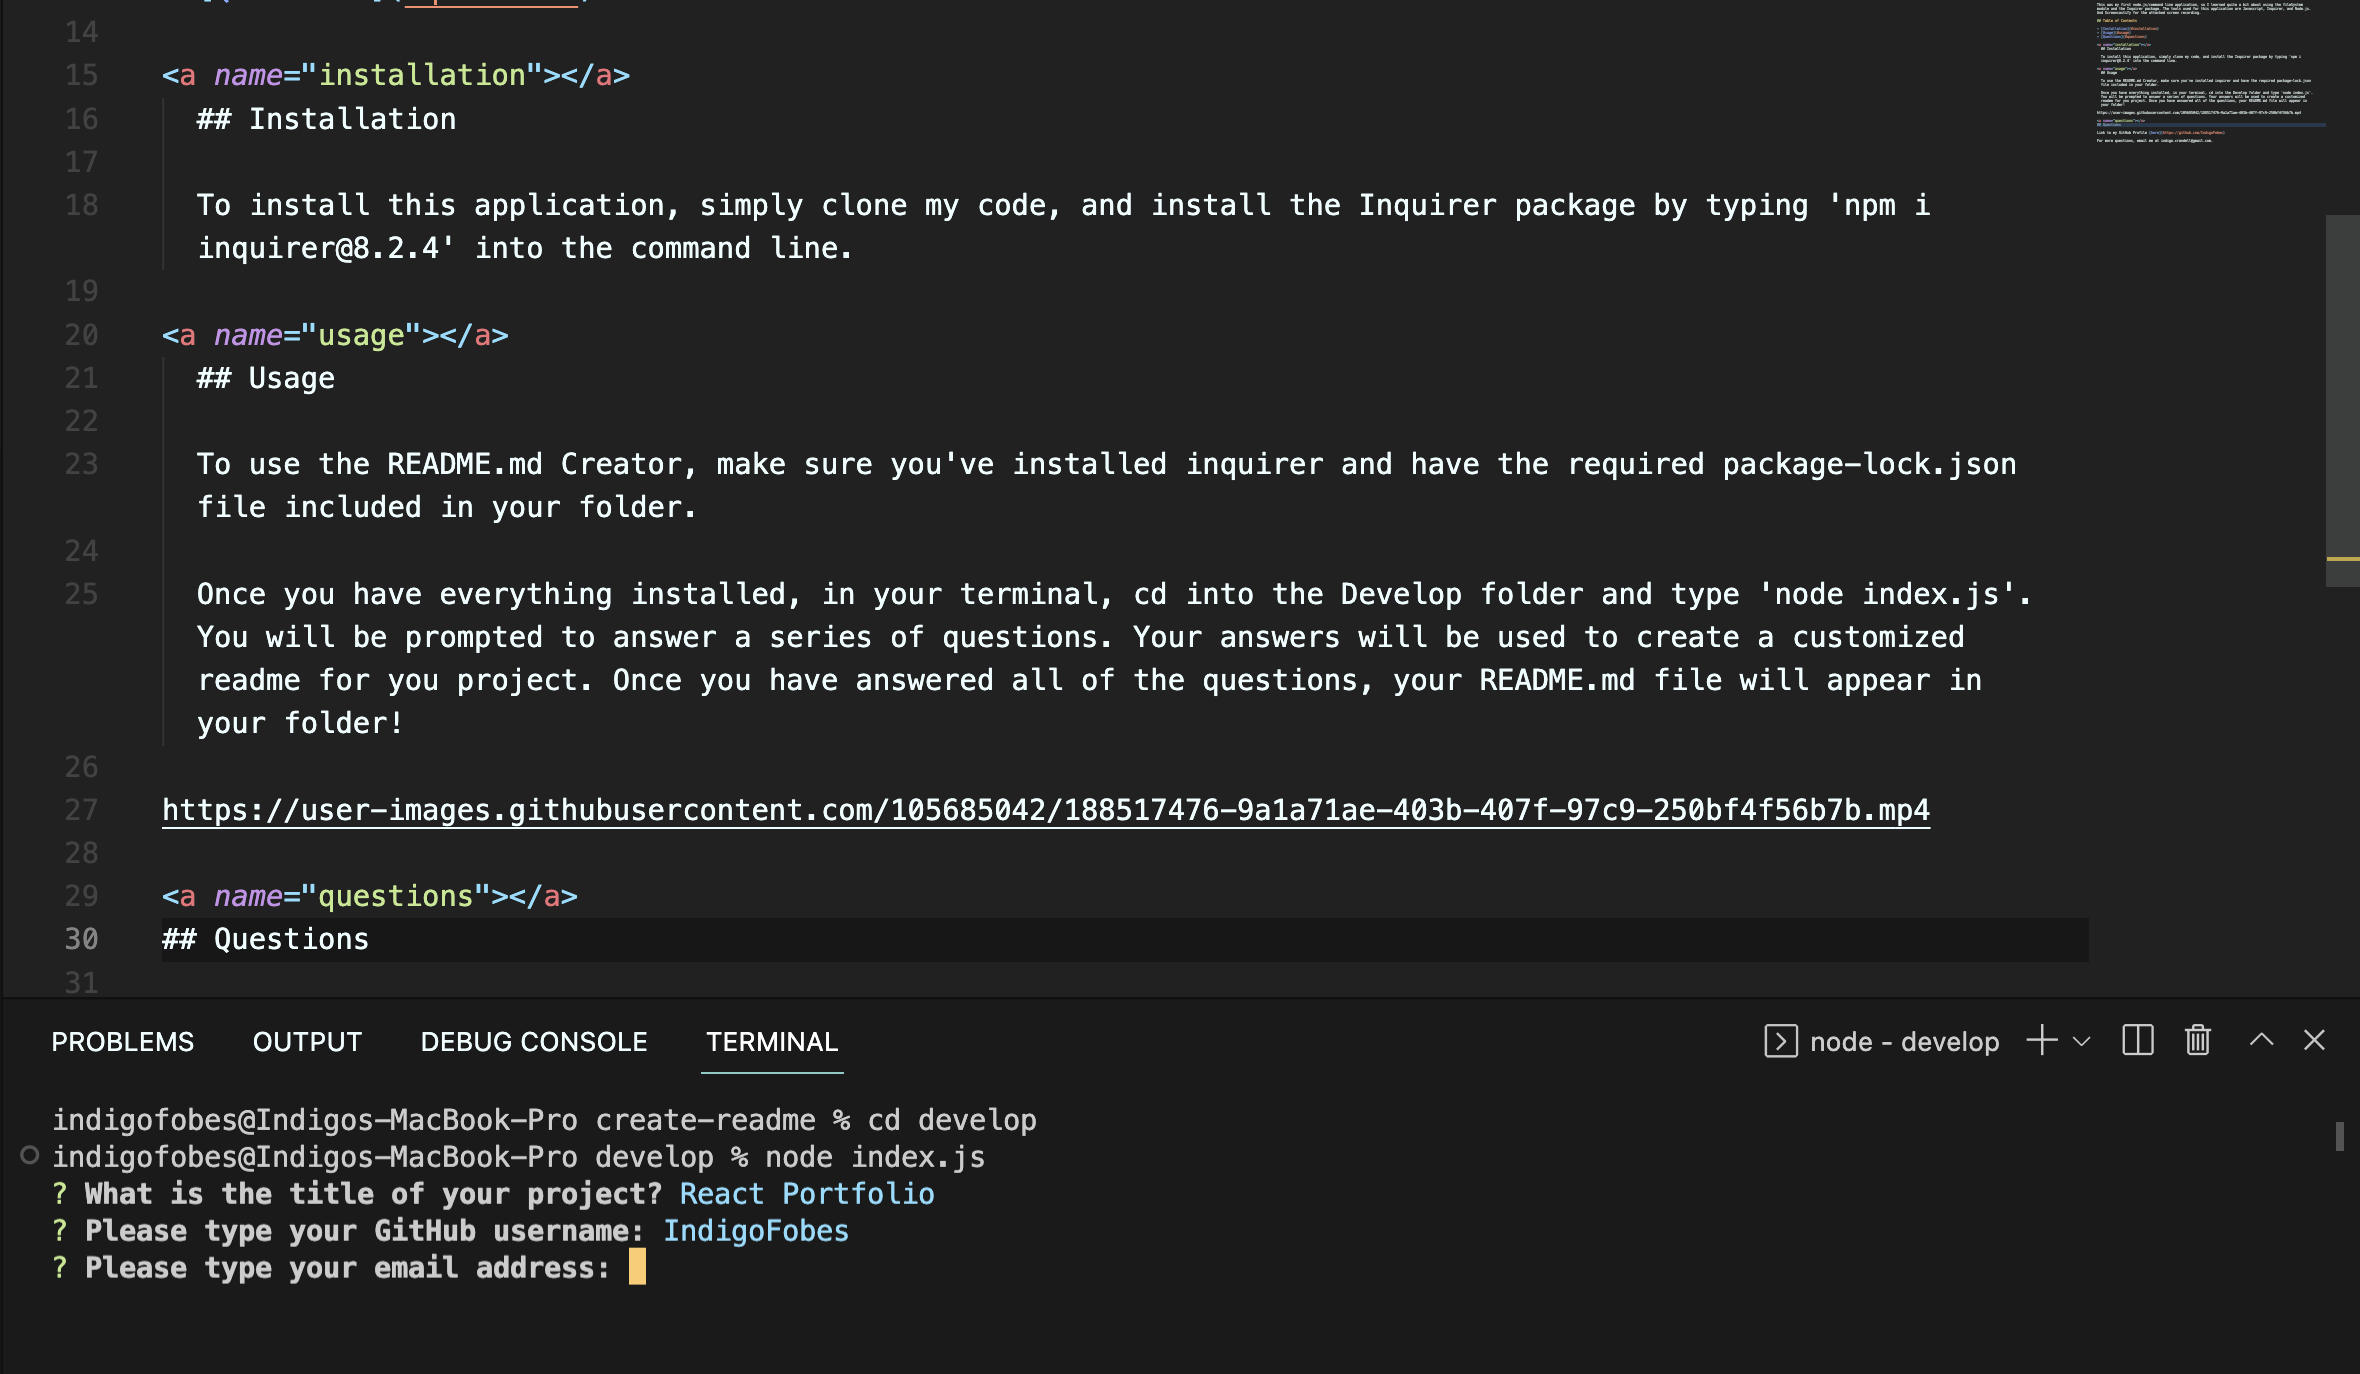 14
15 <a name="installation"></a>
16 ## Installation
17
18 To install this application, simply clone my code, and install the Inquirer package by typing 'npm i
inquirer@8.2.4' into the command line.
19
20 <a name="usage"></a>
21 ## Usage
22
23 To use the README.md Creator, make sure you've installed inquirer and have the required package-lock.json
file included in your folder.
24
25 Once you have everything installed, in your terminal, cd into the Develop folder and type 'node index.js'.
You will be prompted to answer a series of questions. Your answers will be used to create a customized
readme for you project. Once you have answered all of the questions, your README.md file will appear in
your folder!
26
27 https://user-images.githubusercontent.com/105685042/188517476-9a1a71ae-403b-407f-97c9-250bf4f56b7b.mp4
28
29 <a name="questions"></a>
30 ## Questions
31
PROBLEMS OUTPUT DEBUG CONSOLE TERMINAL node - develop
indigofobes@Indigos-MacBook-Pro create-readme % cd develop
indigofobes@Indigos-MacBook-Pro develop % node index.js
? What is the title of your project? React Portfolio
? Please type your GitHub username: IndigoFobes
? Please type your email address: